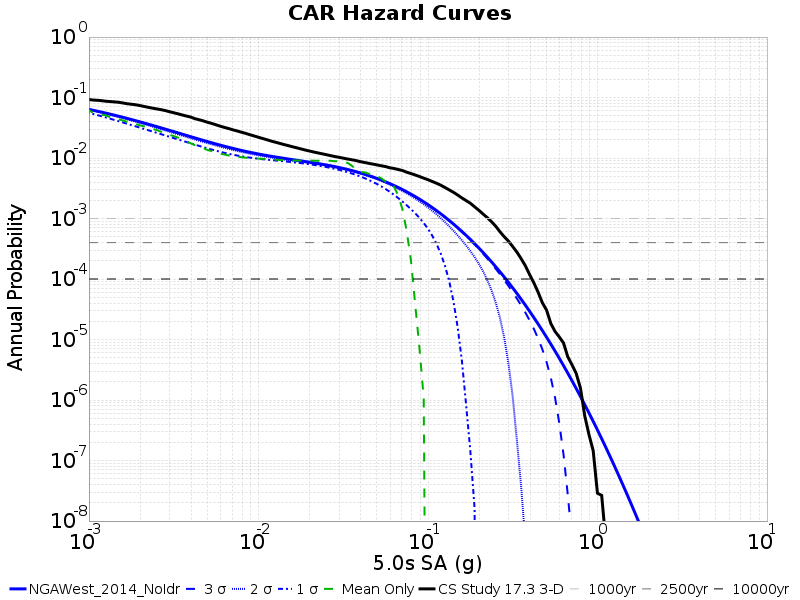 CAR Hazard Curves
10^0
10^-1
10^-2
10^-3
10^-4
10^-5
10^-6
10^-7
10^-8
Annual Probability
10^-3 10^-2 10^-1 10^0 10^1
5.0s SA (g)
NGAWest_2014_NoIdr 3 σ 2 σ 1 σ Mean Only CS Study 17.3 3-D 1000yr 2500yr 10000yr